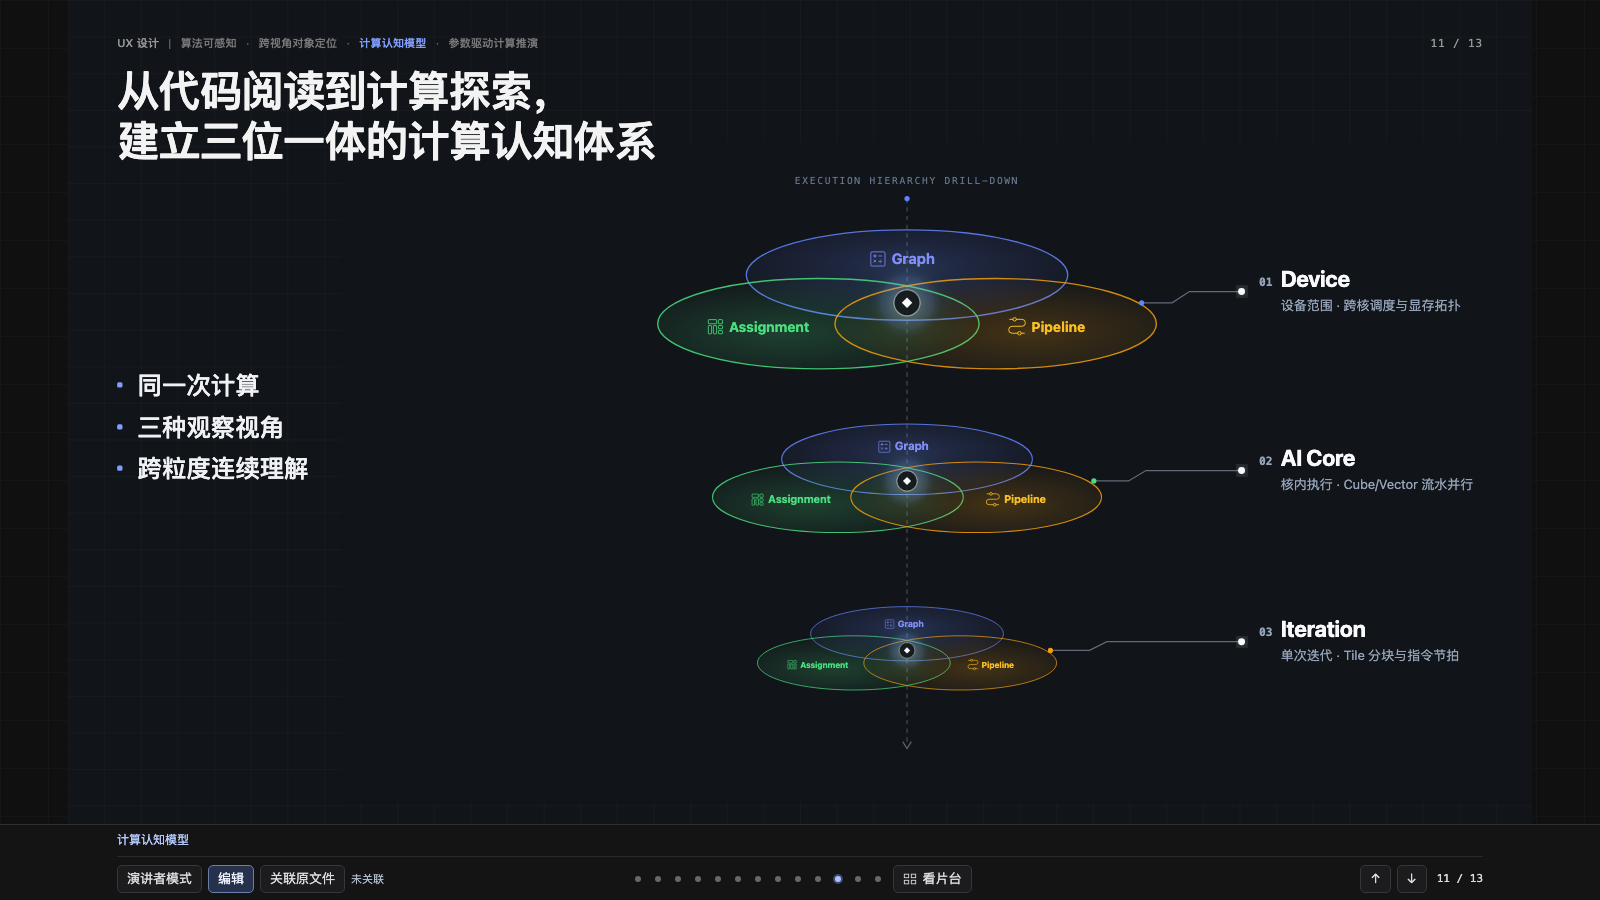 UX 设计 | 算法可感知 · 跨视角对象定位 · 计算认知模型 · 参数驱动计算推演
11 / 13
从代码阅读到计算探索，
建立三位一体的计算认知体系
EXECUTION HIERARCHY DRILL-DOWN
Graph
Assignment
Pipeline
01 Device
设备范围 · 跨核调度与显存拓扑
同一次计算
三种观察视角
跨粒度连续理解
Graph
Assignment
Pipeline
02 AI Core
核内执行 · Cube/Vector 流水并行
Graph
Assignment
Pipeline
03 Iteration
单次迭代 · Tile 分块与指令节拍
计算认知模型
演讲者模式
编辑
关联原文件
未关联
看片台
↑
↓
11 / 13